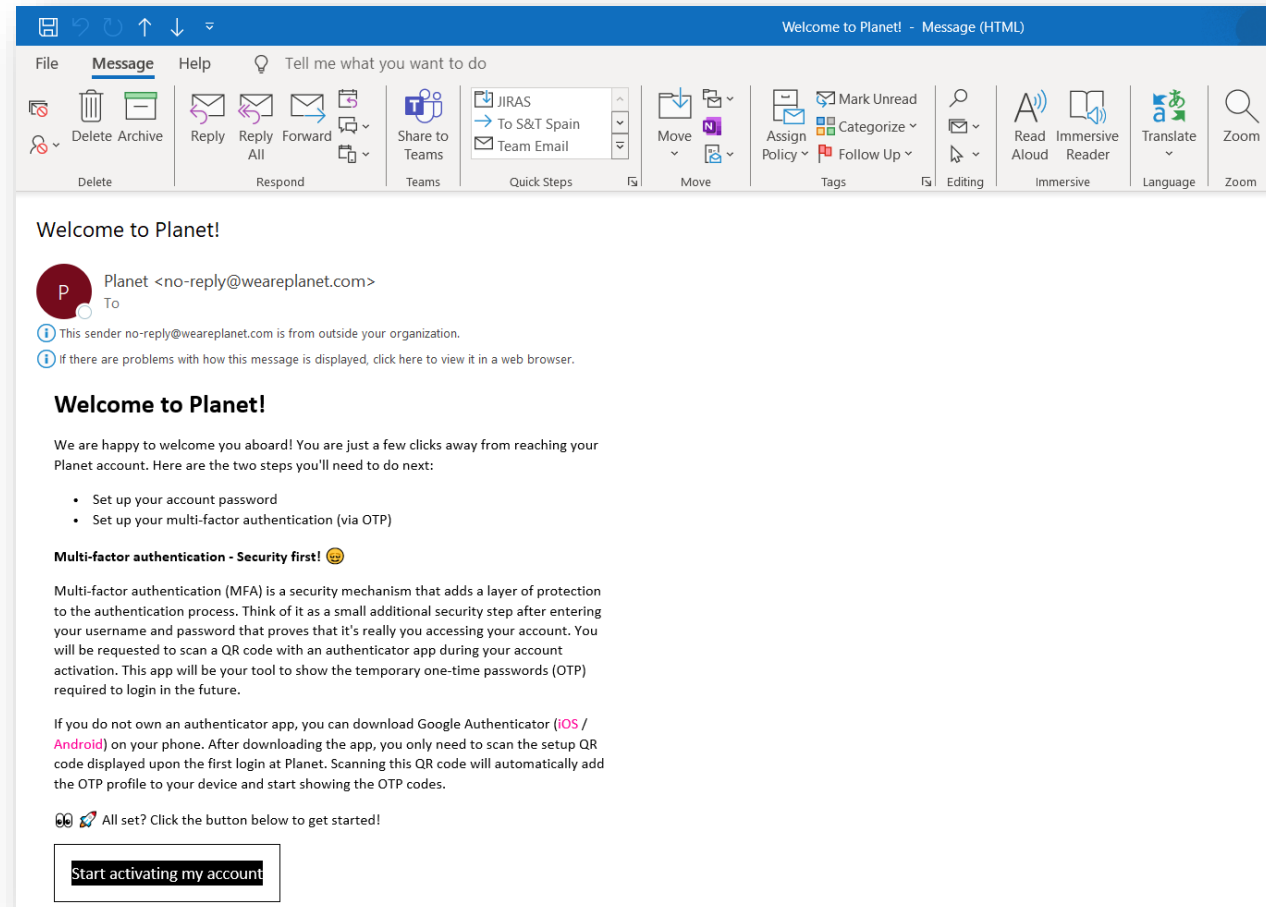 Welcome to Planet!  -  Message (HTML)
File Message Help Tell me what you want to do
Delete Archive
Delete
Reply Reply All Forward
Respond
Share to Teams
Teams
JIRAS
To S&T Spain
Team Email
Quick Steps
Move
Move
Assign Policy
Mark Unread
Categorize
Follow Up
Tags
Editing
Read Aloud Immersive Reader
Immersive
Translate
Language
Zoom
Zoom
Welcome to Planet!
P
Planet <no-reply@weareplanet.com>
To
This sender no-reply@weareplanet.com is from outside your organization.
If there are problems with how this message is displayed, click here to view it in a web browser.
Welcome to Planet!
We are happy to welcome you aboard! You are just a few clicks away from reaching your
Planet account. Here are the two steps you'll need to do next:
• Set up your account password
• Set up your multi-factor authentication (via OTP)
Multi-factor authentication - Security first! 😄
Multi-factor authentication (MFA) is a security mechanism that adds a layer of protection
to the authentication process. Think of it as a small additional security step after entering
your username and password that proves that it's really you accessing your account. You
will be requested to scan a QR code with an authenticator app during your account
activation. This app will be your tool to show the temporary one-time passwords (OTP)
required to login in the future.
If you do not own an authenticator app, you can download Google Authenticator (iOS /
Android) on your phone. After downloading the app, you only need to scan the setup QR
code displayed upon the first login at Planet. Scanning this QR code will automatically add
the OTP profile to your device and start showing the OTP codes.
👀 🚀 All set? Click the button below to get started!
Start activating my account